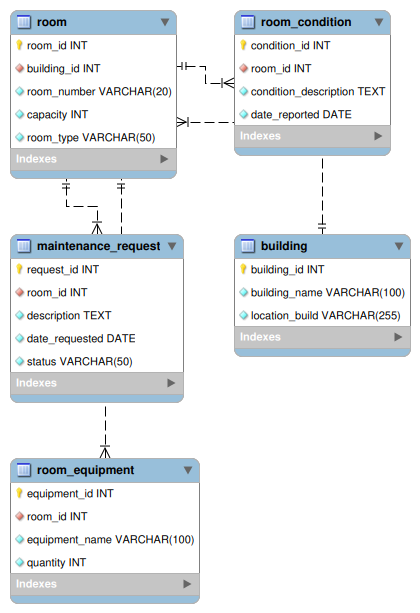 room
room_id INT
building_id INT
room_number VARCHAR(20)
capacity INT
room_type VARCHAR(50)
Indexes
room_condition
condition_id INT
room_id INT
condition_description TEXT
date_reported DATE
Indexes
maintenance_request
request_id INT
room_id INT
description TEXT
date_requested DATE
status VARCHAR(50)
Indexes
building
building_id INT
building_name VARCHAR(100)
location_build VARCHAR(255)
Indexes
room_equipment
equipment_id INT
room_id INT
equipment_name VARCHAR(100)
quantity INT
Indexes